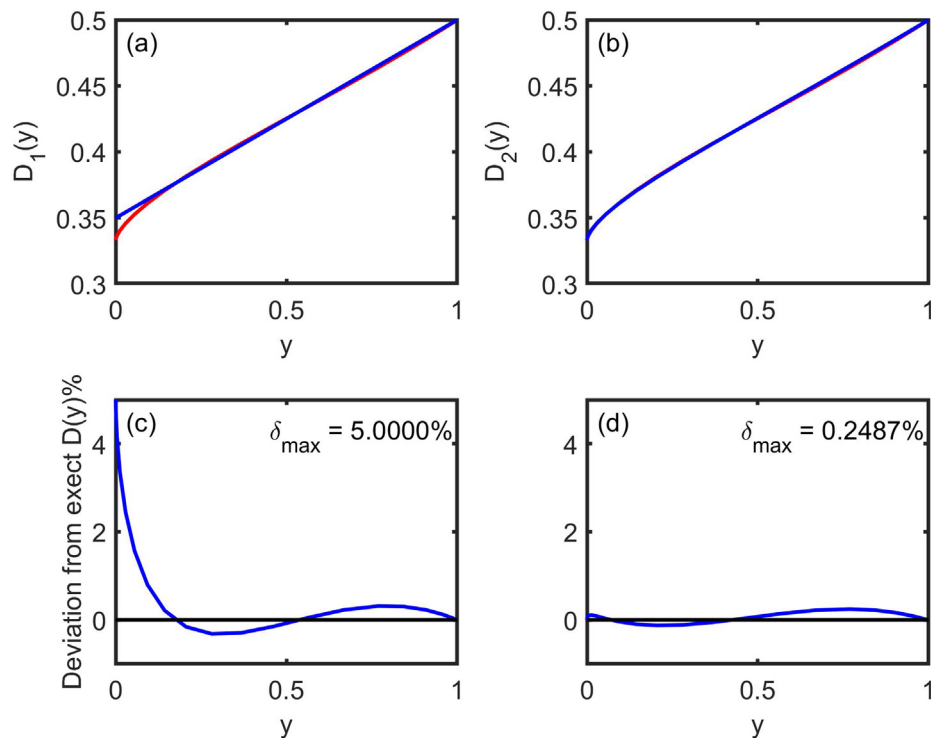 (a)
D1(y)
0.5
0.45
0.4
0.35
0.3
0
0.5
1
y
(b)
D2(y)
0.5
0.45
0.4
0.35
0.3
0
0.5
1
y
(c)
δmax = 5.0000%
Deviation from exect D(y)%
4
2
0
0
0.5
1
y
(d)
δmax = 0.2487%
4
2
0
0
0.5
1
y